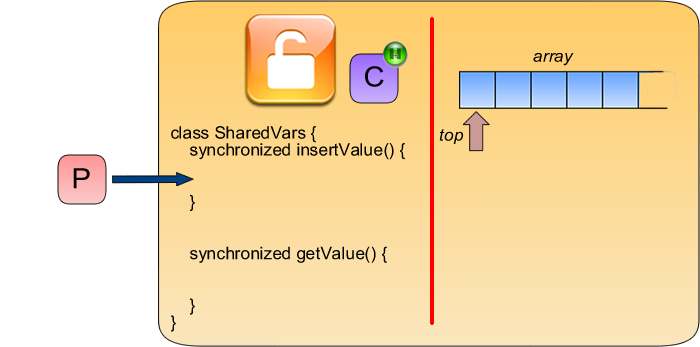 C
H
array
class SharedVars {
synchronized insertValue() {
top
P
}
synchronized getValue() {
}
}